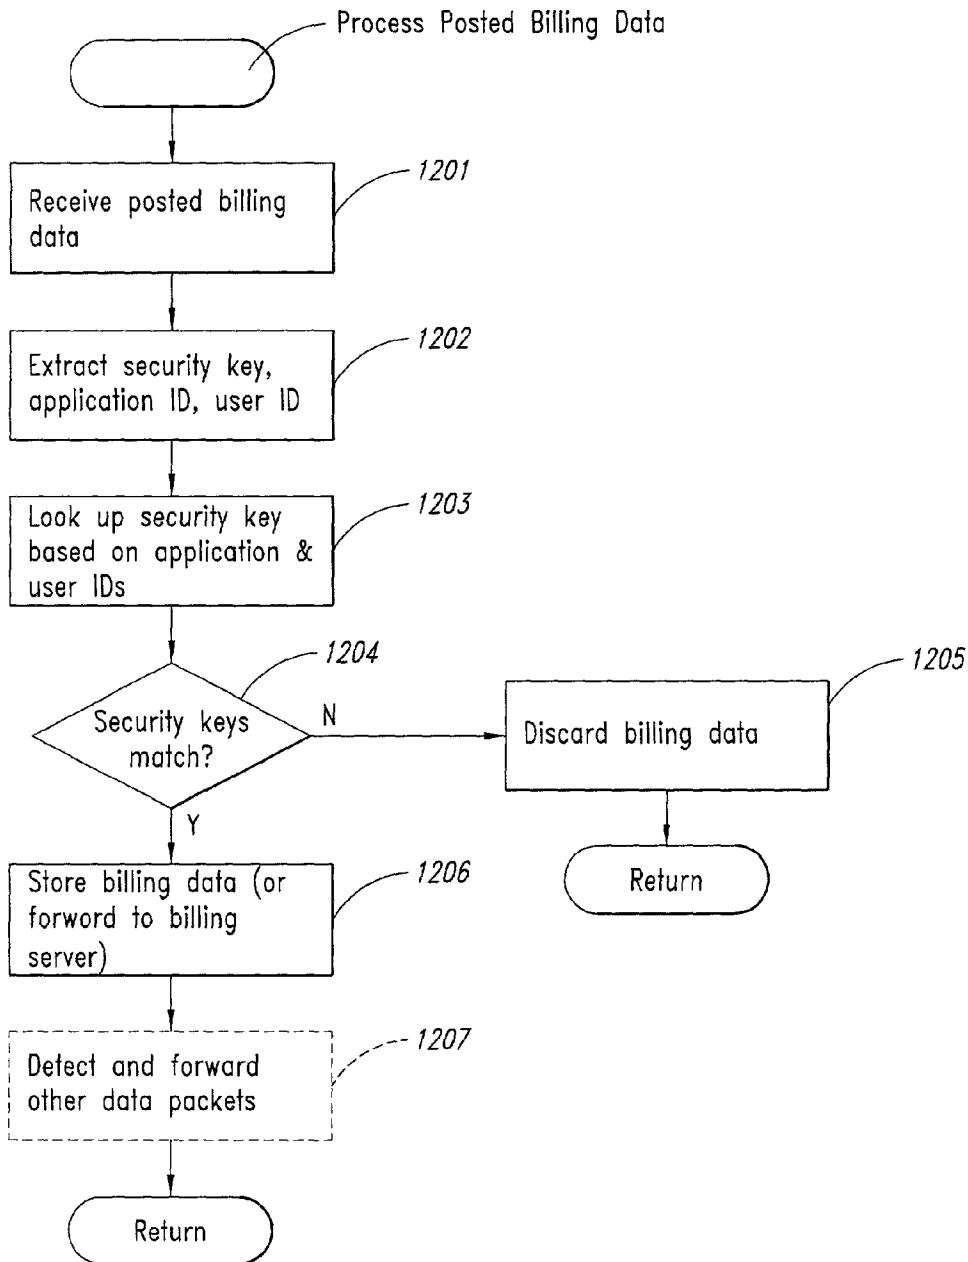 Process Posted Billing Data
1201
Receive posted billing
data
1202
Extract security key,
application ID, user ID
1203
Look up security key
based on application &
user IDs
1204
Security keys
match?
N
1205
Discard billing data
Return
Y
1206
Store billing data (or
forword to billing
server)
1207
Detect and forward
other data packets
Return